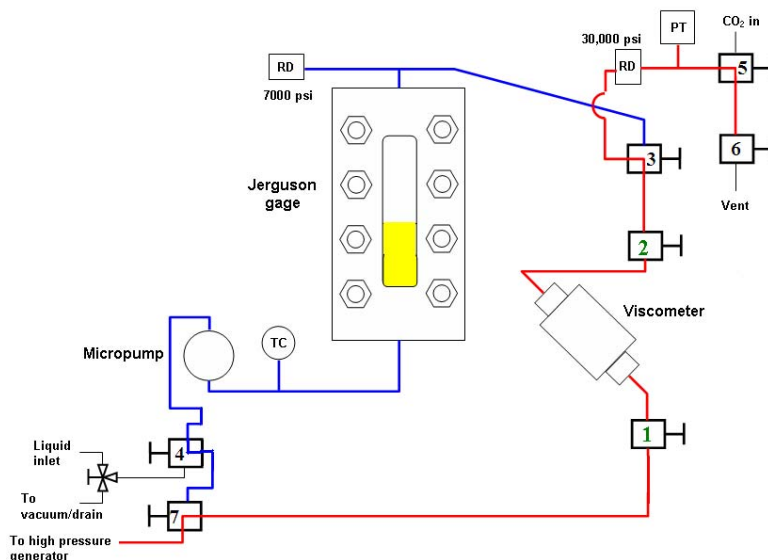 CO₂ in
PT
30,000 psi
RD
RD
5
7000 psi
6
3
Jerguson
gage
Vent
2
Viscometer
TC
Micropump
1
Liquid
inlet
4
To
vacuum/drain
7
To high pressure
generator